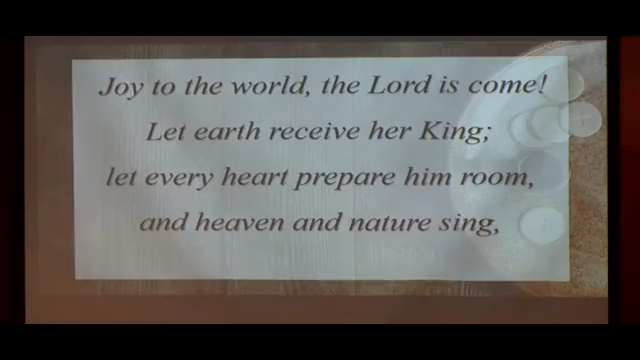 Joy to the world, the Lord is come!
Let earth receive her King;
let every heart prepare him room,
and heaven and nature sing,